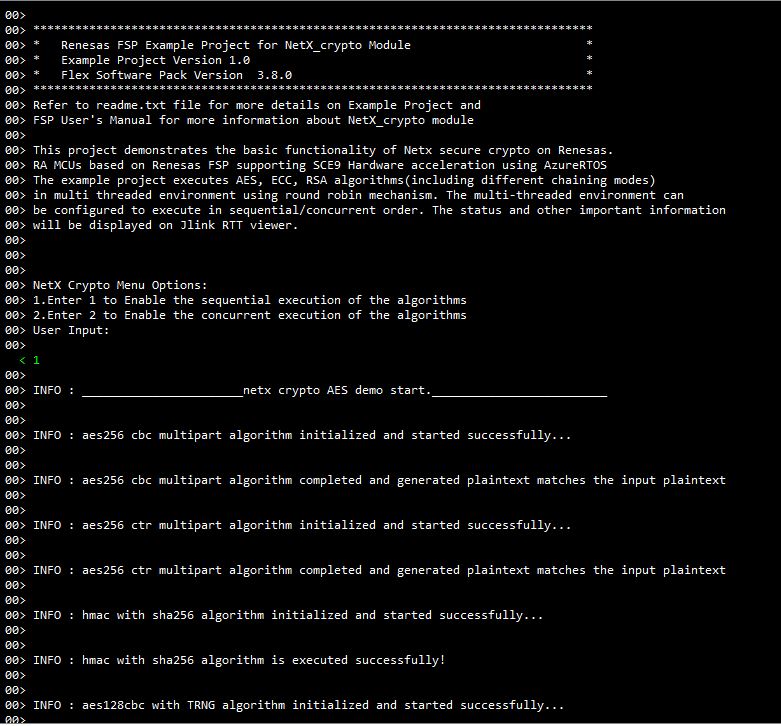 00>
00> ********************************************************************************
00> *   Renesas FSP Example Project for NetX_crypto Module                         *
00> *   Example Project Version 1.0                                                *
00> *   Flex Software Pack Version  3.8.0                                          *
00> ********************************************************************************
00> Refer to readme.txt file for more details on Example Project and
00> FSP User's Manual for more information about NetX_crypto module
00>
00> This project demonstrates the basic functionality of Netx secure crypto on Renesas.
00> RA MCUs based on Renesas FSP supporting SCE9 Hardware acceleration using AzureRTOS
00> The example project executes AES, ECC, RSA algorithms(including different chaining modes)
00> in multi threaded environment using round robin mechanism. The multi-threaded environment can
00> be configured to execute in sequential/concurrent order. The status and other important information
00> will be displayed on Jlink RTT viewer.
00>
00>
00>
00> NetX Crypto Menu Options:
00> 1.Enter 1 to Enable the sequential execution of the algorithms
00> 2.Enter 2 to Enable the concurrent execution of the algorithms
00> User Input:
00>
< 1
00>
00> INFO : _______________________netx crypto AES demo start._________________________
00>
00>
00> INFO : aes256 cbc multipart algorithm initialized and started successfully...
00>
00>
00> INFO : aes256 cbc multipart algorithm completed and generated plaintext matches the input plaintext
00>
00>
00> INFO : aes256 ctr multipart algorithm initialized and started successfully...
00>
00>
00> INFO : aes256 ctr multipart algorithm completed and generated plaintext matches the input plaintext
00>
00>
00> INFO : hmac with sha256 algorithm initialized and started successfully...
00>
00>
00> INFO : hmac with sha256 algorithm is executed successfully!
00>
00>
00> INFO : aes128cbc with TRNG algorithm initialized and started successfully...
00>